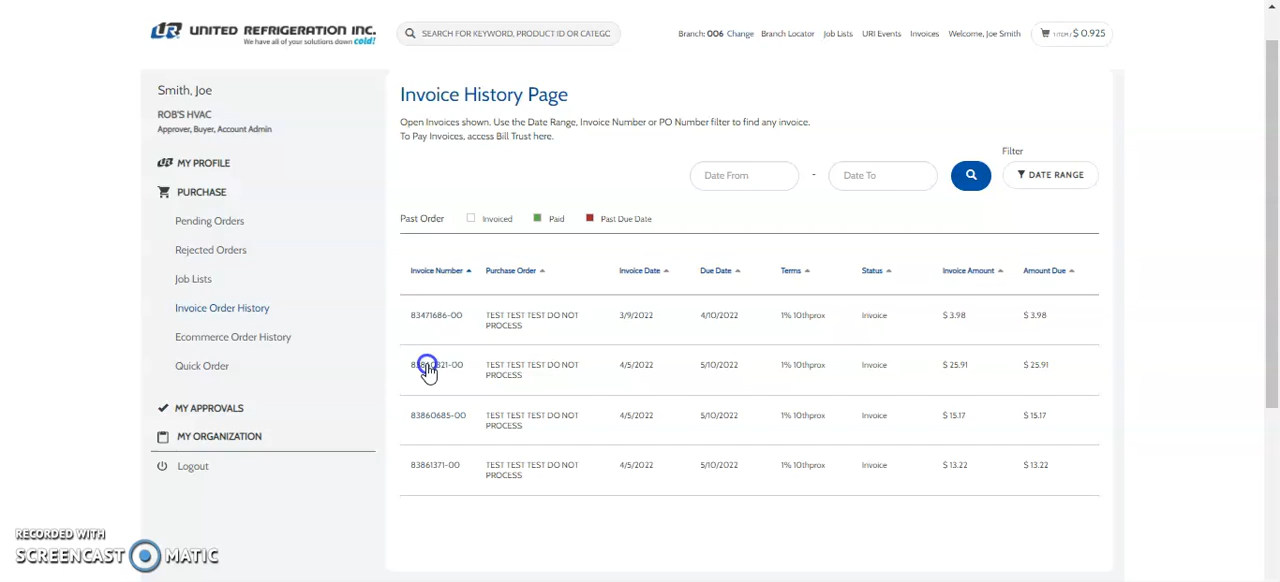 UNITED REFRIGERATION INC.
We have all of your solutions down cold!
SEARCH FOR KEYWORD, PRODUCT ID OR CATEGC
Branch: 006 Change Branch Locator Job Lists URI Events Invoices Welcome, Joe Smith 1 ITEM / $ 0.925
Smith, Joe
ROB'S HVAC
Approver, Buyer, Account Admin
MY PROFILE
PURCHASE
Pending Orders
Rejected Orders
Job Lists
Invoice Order History
Ecommerce Order History
Quick Order
MY APPROVALS
MY ORGANIZATION
Logout
Invoice History Page
Open Invoices shown. Use the Date Range, Invoice Number or PO Number filter to find any invoice.
To Pay Invoices, access Bill Trust here.
Filter
Date From - Date To DATE RANGE
Past Order Invoiced Paid Past Due Date
Invoice Number Purchase Order Invoice Date Due Date Terms Status Invoice Amount Amount Due
83471686-00 TEST TEST TEST DO NOT 3/9/2022 4/10/2022 1% 10thprox Invoice $ 3.98 $ 3.98
PROCESS
TEST TEST TEST DO NOT 4/5/2022 5/10/2022 1% 10thprox Invoice $ 25.91 $ 25.91
PROCESS
83860685-00 TEST TEST TEST DO NOT 4/5/2022 5/10/2022 1% 10thprox Invoice $ 15.17 $ 15.17
PROCESS
83861371-00 TEST TEST TEST DO NOT 4/5/2022 5/10/2022 1% 10thprox Invoice $ 13.22 $ 13.22
PROCESS
RECORDED WITH
SCREENCAST MATIC